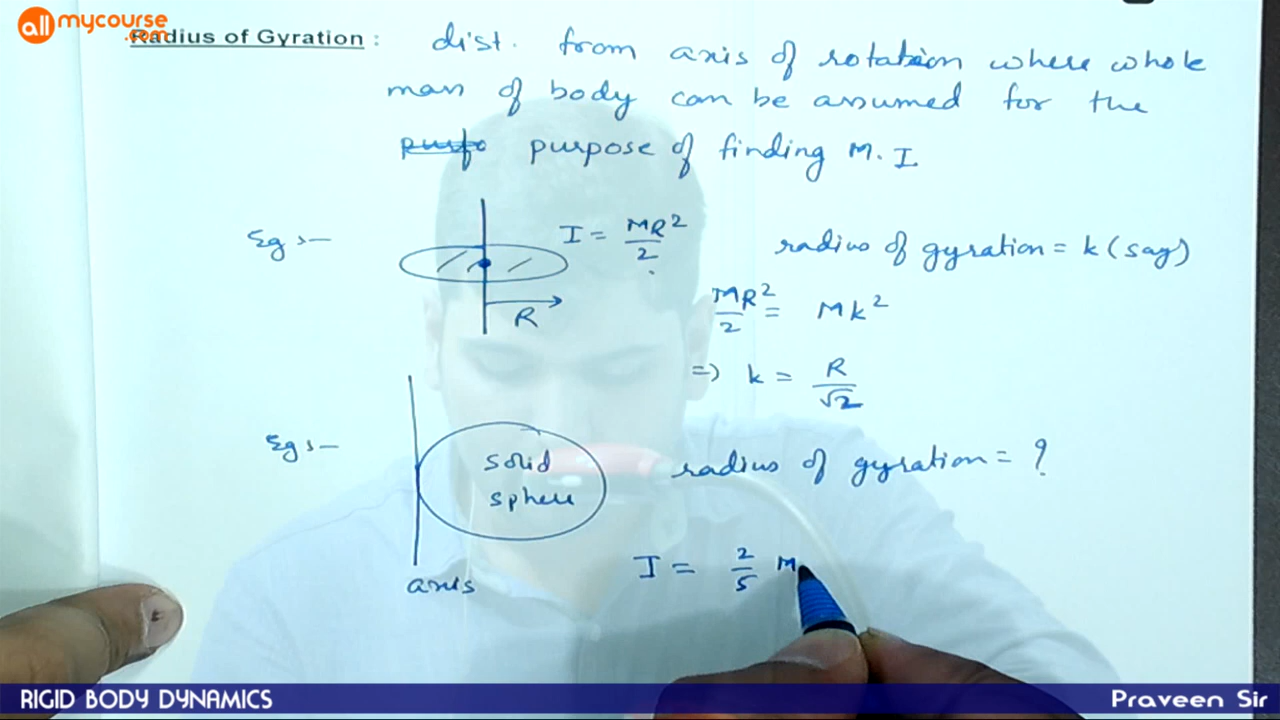 all mycourse
.com
Radius of Gyration : dist. from axis of rotation where whole
mass of body can be assumed for the
purpose of finding M.I
Eg :- I = MR²/2 radius of gyration = k (say)
R
MR²/2 = Mk²
=) k = R/√2
Eg :- solid sphere radius of gyration = ?
I = 2/5 M
axis
RIGID BODY DYNAMICS
Praveen Sir